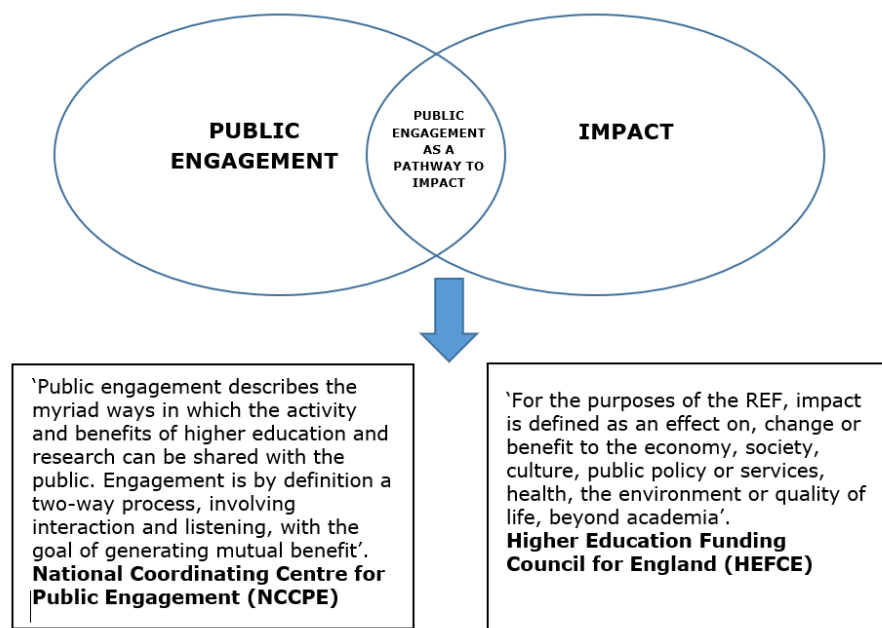 PUBLIC
ENGAGEMENT
PUBLIC
ENGAGEMENT
AS A
PATHWAY TO
IMPACT
IMPACT
‘Public engagement describes the
myriad ways in which the activity
and benefits of higher education and
research can be shared with the
public. Engagement is by definition a
two-way process, involving
interaction and listening, with the
goal of generating mutual benefit’.
National Coordinating Centre for
Public Engagement (NCCPE)
‘For the purposes of the REF, impact
is defined as an effect on, change or
benefit to the economy, society,
culture, public policy or services,
health, the environment or quality of
life, beyond academia’.
Higher Education Funding
Council for England (HEFCE)